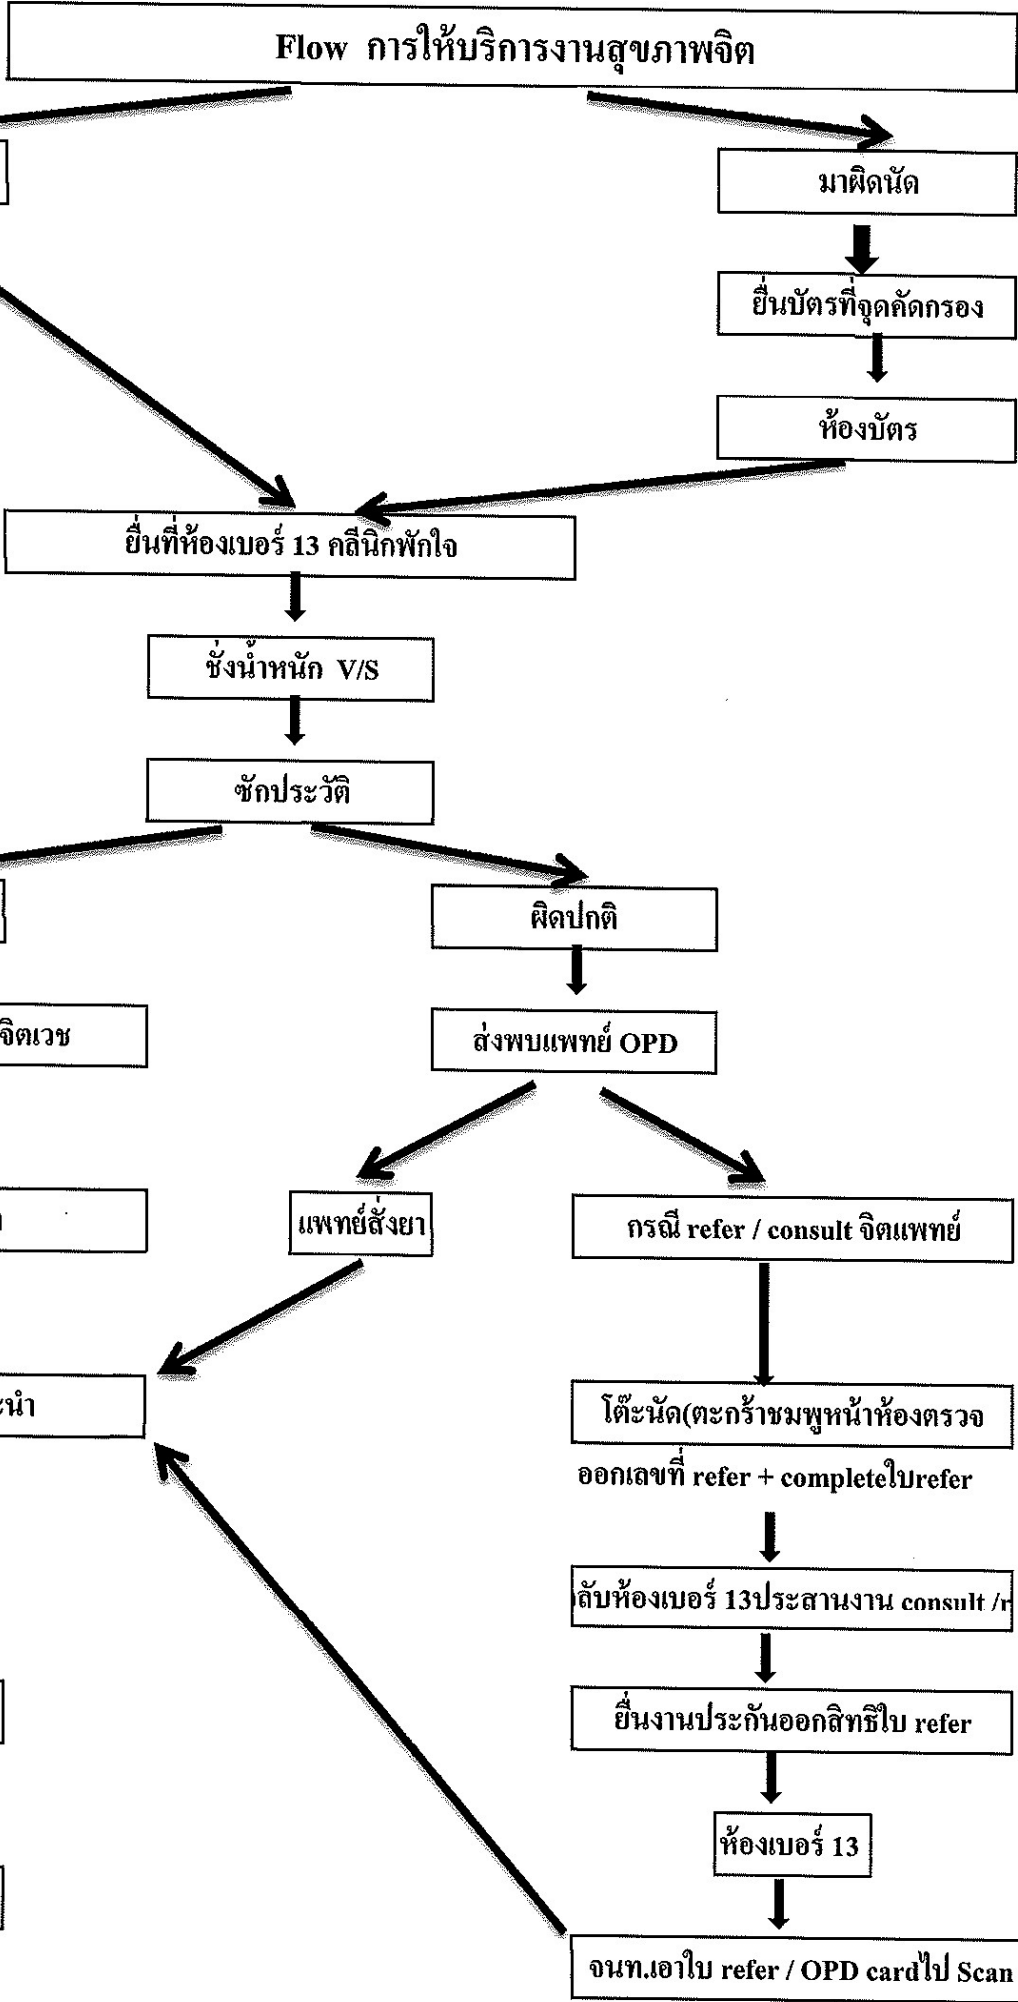 Flow การให้บริการงานสุขภาพจิต
มาผิดนัด
ยื่นบัตรที่จุดคัดกรอง
ห้องบัตร
ยื่นที่ห้องเบอร์ 13 คลีนิกพักใจ
ชั่งน้ำหนัก V/S
ซักประวัติ
ผิดปกติ
จิตเวช
ส่งพบแพทย์ OPD
แพทย์สั่งยา
กรณี refer / consult จิตแพทย์
ะนำ
โต๊ะนัด(ตะกร้าชมพูหน้าห้องตรวจ
ออกเลขที่ refer + completeใบrefer
ลับห้องเบอร์ 13ประสานงาน consult /r
ยื่นงานประกันออกสิทธิใบ refer
ห้องเบอร์ 13
จนท.เอาใบ refer / OPD cardไป Scan